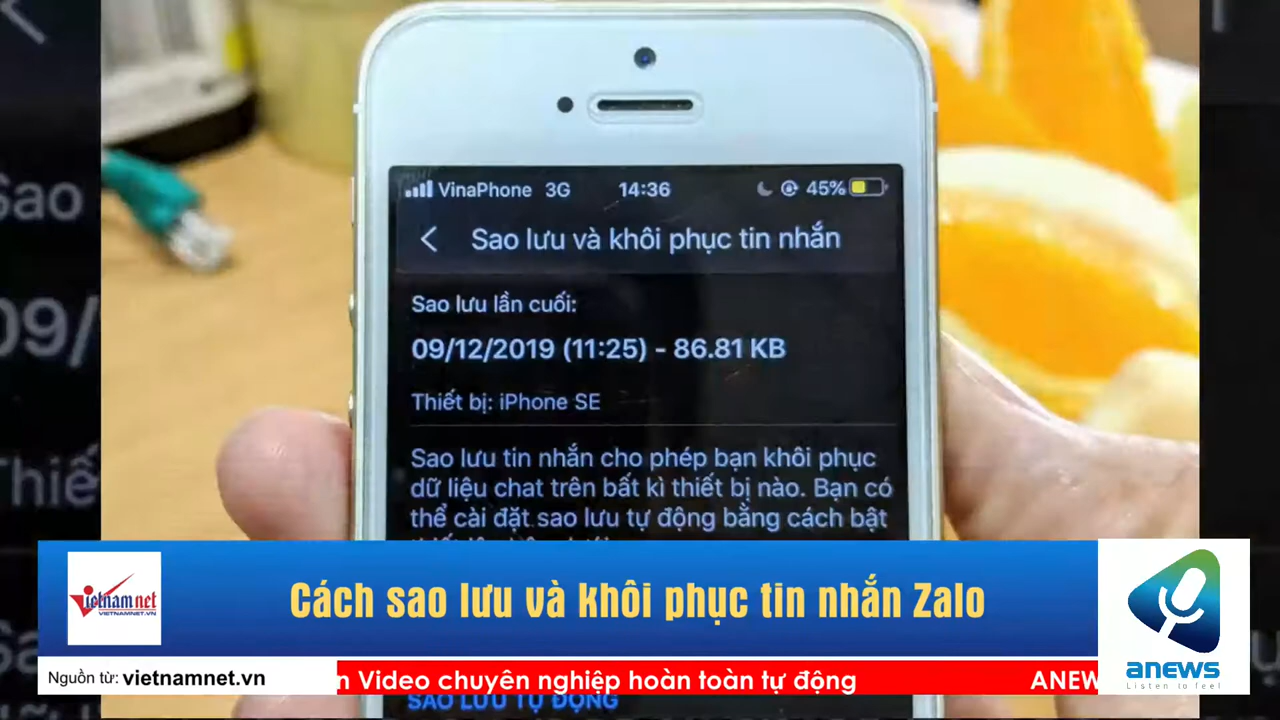 VinaPhone 3G 14:36 45%
Sao lưu và khôi phục tin nhắn
Sao lưu lần cuối:
09/12/2019 (11:25) - 86.81 KB
Thiết bị: iPhone SE
Sao lưu tin nhắn cho phép bạn khôi phục
dữ liệu chat trên bất kì thiết bị nào. Bạn có
thể cài đặt sao lưu tự động bằng cách bật
Sao
09/
Thiế
Cách sao lưu và khôi phục tin nhắn Zalo
Vietnamnet
VIETNAMNET.VN
anews
Listen to feel
Nguồn từ: vietnamnet.vn
n Video chuyên nghiệp hoàn toàn tự động
ANEW
SAO LƯU TỰ ĐỘNG